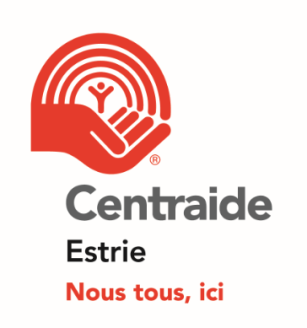 ®
Centraide
Estrie
Nous tous, ici